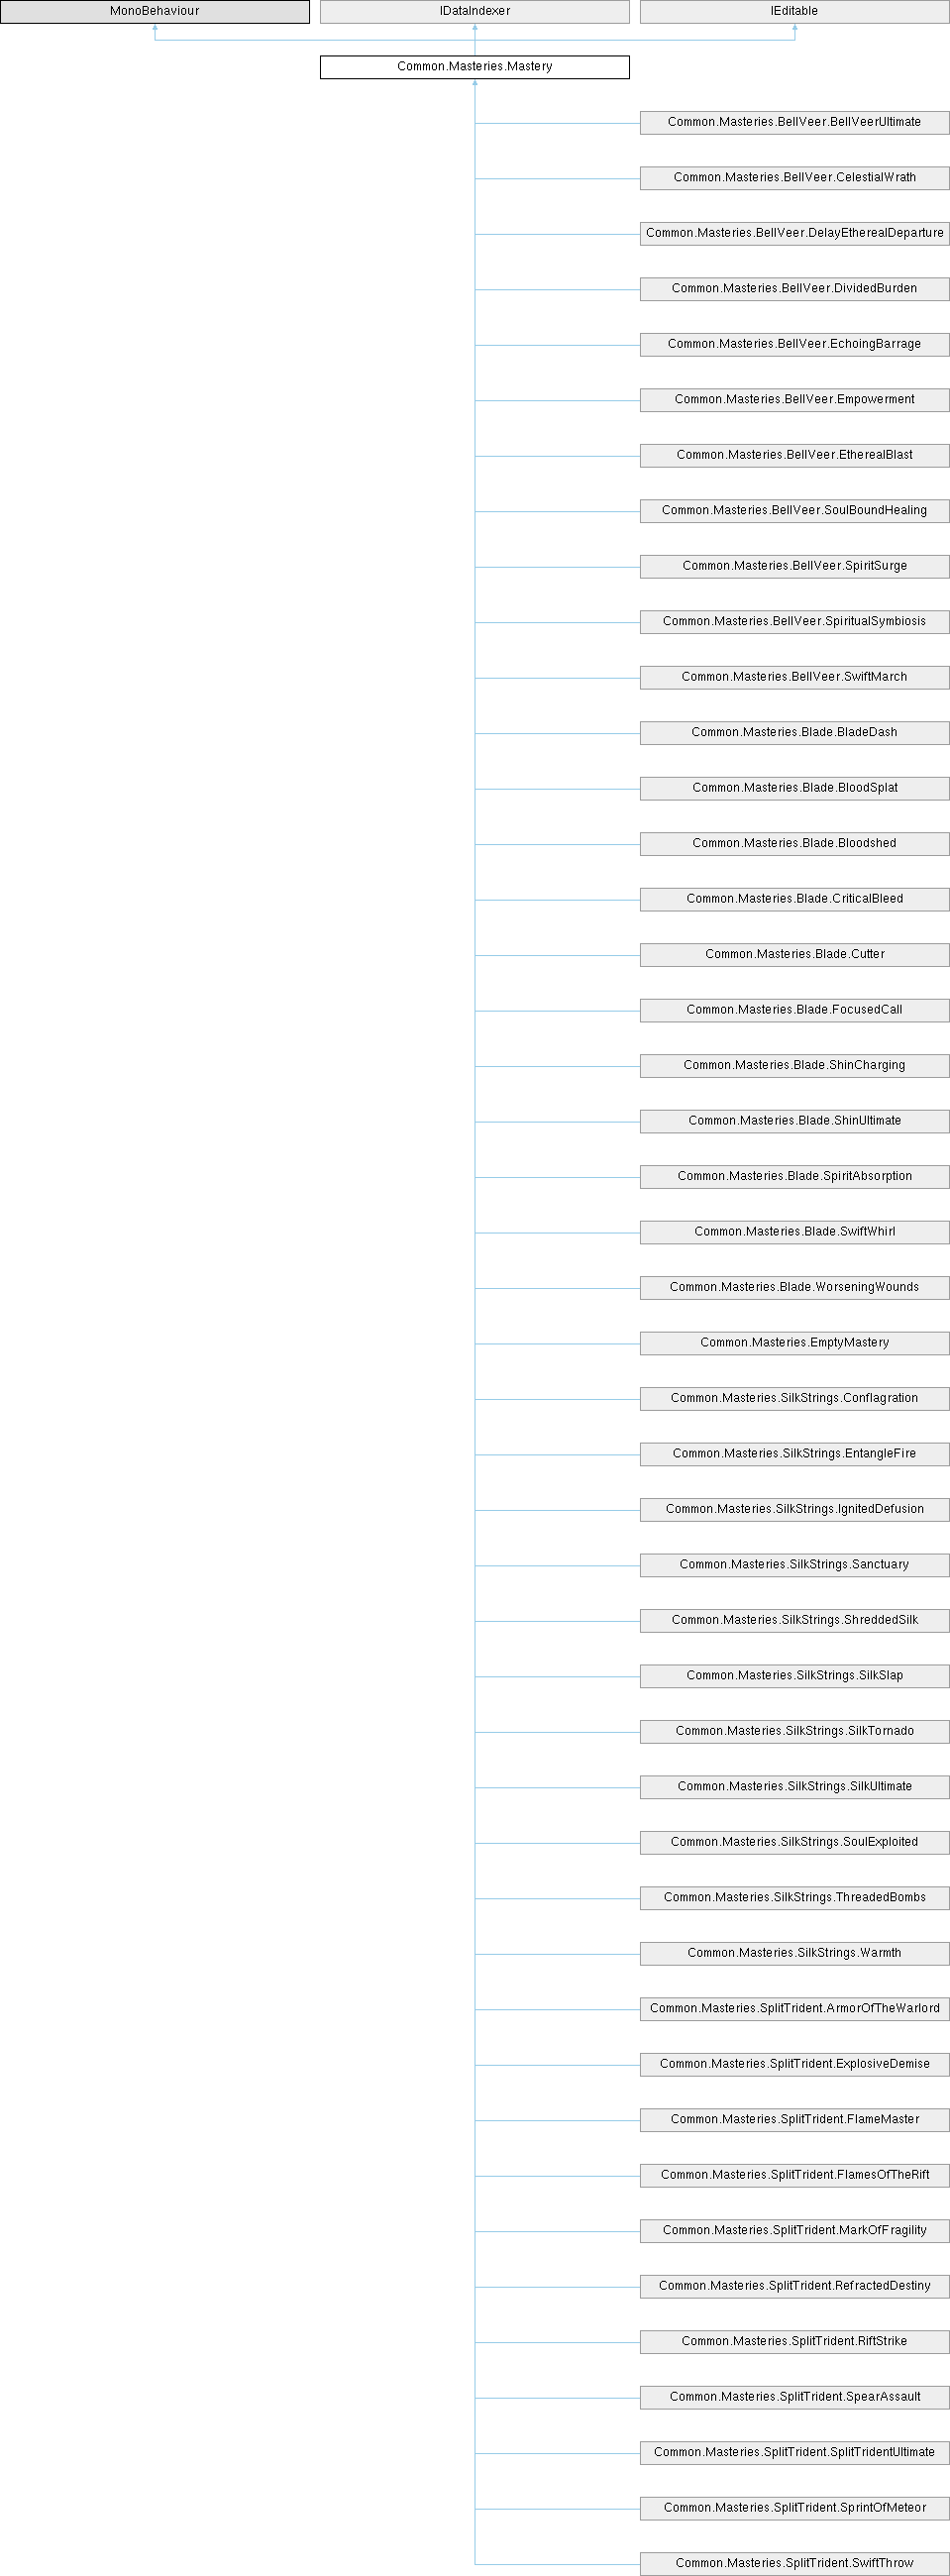 MonoBehaviour
IDataIndexer
IEditable
Common.Masteries.Mastery
Common.Masteries.BellVeer.BellVeerUltimate
Common.Masteries.BellVeer.CelestialWrath
Common.Masteries.BellVeer.DelayEtherealDeparture
Common.Masteries.BellVeer.DividedBurden
Common.Masteries.BellVeer.EchoingBarrage
Common.Masteries.BellVeer.Empowerment
Common.Masteries.BellVeer.EtherealBlast
Common.Masteries.BellVeer.SoulBoundHealing
Common.Masteries.BellVeer.SpiritSurge
Common.Masteries.BellVeer.SpiritualSymbiosis
Common.Masteries.BellVeer.SwiftMarch
Common.Masteries.Blade.BladeDash
Common.Masteries.Blade.BloodSplat
Common.Masteries.Blade.Bloodshed
Common.Masteries.Blade.CriticalBleed
Common.Masteries.Blade.Cutter
Common.Masteries.Blade.FocusedCall
Common.Masteries.Blade.ShinCharging
Common.Masteries.Blade.ShinUltimate
Common.Masteries.Blade.SpiritAbsorption
Common.Masteries.Blade.SwiftWhirl
Common.Masteries.Blade.WorseningWounds
Common.Masteries.EmptyMastery
Common.Masteries.SilkStrings.Conflagration
Common.Masteries.SilkStrings.EntangleFire
Common.Masteries.SilkStrings.IgnitedDefusion
Common.Masteries.SilkStrings.Sanctuary
Common.Masteries.SilkStrings.ShreddedSilk
Common.Masteries.SilkStrings.SilkSlap
Common.Masteries.SilkStrings.SilkTornado
Common.Masteries.SilkStrings.SilkUltimate
Common.Masteries.SilkStrings.SoulExploited
Common.Masteries.SilkStrings.ThreadedBombs
Common.Masteries.SilkStrings.Warmth
Common.Masteries.SplitTrident.ArmorOfTheWarlord
Common.Masteries.SplitTrident.ExplosiveDemise
Common.Masteries.SplitTrident.FlameMaster
Common.Masteries.SplitTrident.FlamesOfTheRift
Common.Masteries.SplitTrident.MarkOfFragility
Common.Masteries.SplitTrident.RefractedDestiny
Common.Masteries.SplitTrident.RiftStrike
Common.Masteries.SplitTrident.SpearAssault
Common.Masteries.SplitTrident.SplitTridentUltimate
Common.Masteries.SplitTrident.SprintOfMeteor
Common.Masteries.SplitTrident.SwiftThrow